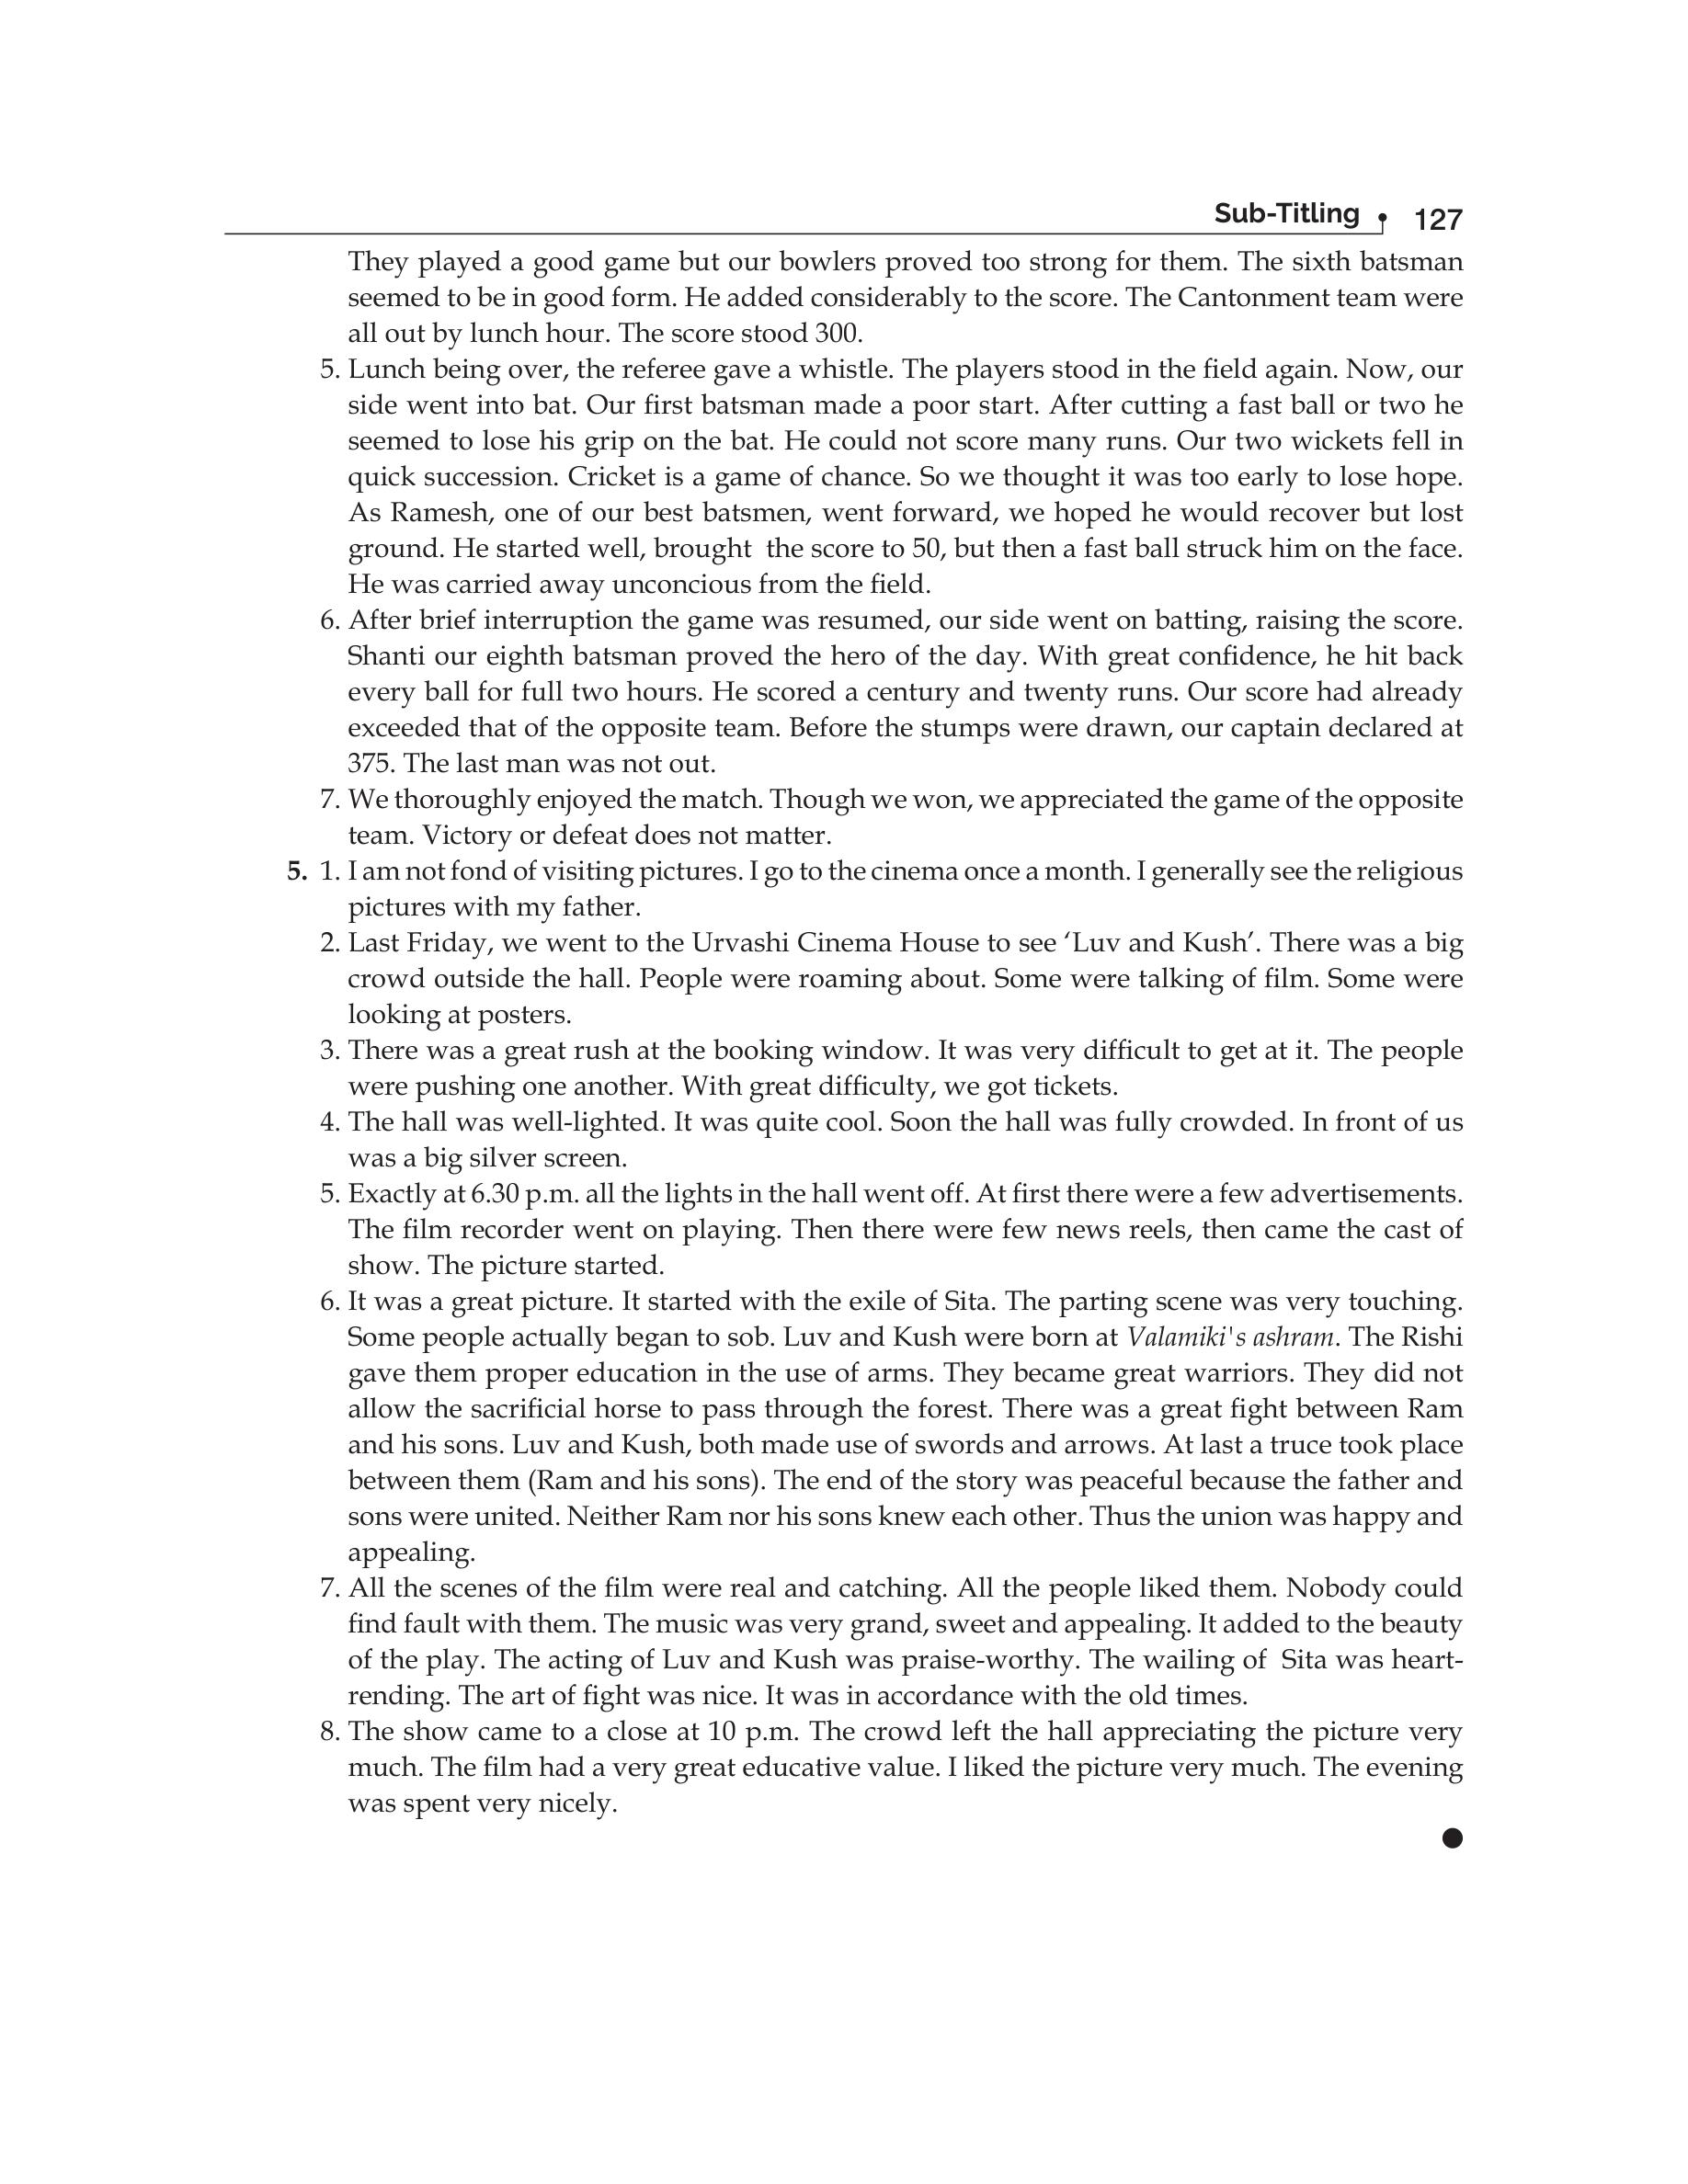 Sub-Titling 127
They played a good game but our bowlers proved too strong for them. The sixth batsman
seemed to be in good form. He added considerably to the score. The Cantonment team were
all out by lunch hour. The score stood 300.
5. Lunch being over, the referee gave a whistle. The players stood in the field again. Now, our
side went into bat. Our first batsman made a poor start. After cutting a fast ball or two he
seemed to lose his grip on the bat. He could not score many runs. Our two wickets fell in
quick succession. Cricket is a game of chance. So we thought it was too early to lose hope.
As Ramesh, one of our best batsmen, went forward, we hoped he would recover but lost
ground. He started well, brought the score to 50, but then a fast ball struck him on the face.
He was carried away unconcious from the field.
6. After brief interruption the game was resumed, our side went on batting, raising the score.
Shanti our eighth batsman proved the hero of the day. With great confidence, he hit back
every ball for full two hours. He scored a century and twenty runs. Our score had already
exceeded that of the opposite team. Before the stumps were drawn, our captain declared at
375. The last man was not out.
7. We thoroughly enjoyed the match. Though we won, we appreciated the game of the opposite
team. Victory or defeat does not matter.
5. 1. I am not fond of visiting pictures. I go to the cinema once a month. I generally see the religious
pictures with my father.
2. Last Friday, we went to the Urvashi Cinema House to see ‘Luv and Kush’. There was a big
crowd outside the hall. People were roaming about. Some were talking of film. Some were
looking at posters.
3. There was a great rush at the booking window. It was very difficult to get at it. The people
were pushing one another. With great difficulty, we got tickets.
4. The hall was well-lighted. It was quite cool. Soon the hall was fully crowded. In front of us
was a big silver screen.
5. Exactly at 6.30 p.m. all the lights in the hall went off. At first there were a few advertisements.
The film recorder went on playing. Then there were few news reels, then came the cast of
show. The picture started.
6. It was a great picture. It started with the exile of Sita. The parting scene was very touching.
Some people actually began to sob. Luv and Kush were born at Valamiki's ashram. The Rishi
gave them proper education in the use of arms. They became great warriors. They did not
allow the sacrificial horse to pass through the forest. There was a great fight between Ram
and his sons. Luv and Kush, both made use of swords and arrows. At last a truce took place
between them (Ram and his sons). The end of the story was peaceful because the father and
sons were united. Neither Ram nor his sons knew each other. Thus the union was happy and
appealing.
7. All the scenes of the film were real and catching. All the people liked them. Nobody could
find fault with them. The music was very grand, sweet and appealing. It added to the beauty
of the play. The acting of Luv and Kush was praise-worthy. The wailing of Sita was heart-
rending. The art of fight was nice. It was in accordance with the old times.
8. The show came to a close at 10 p.m. The crowd left the hall appreciating the picture very
much. The film had a very great educative value. I liked the picture very much. The evening
was spent very nicely.